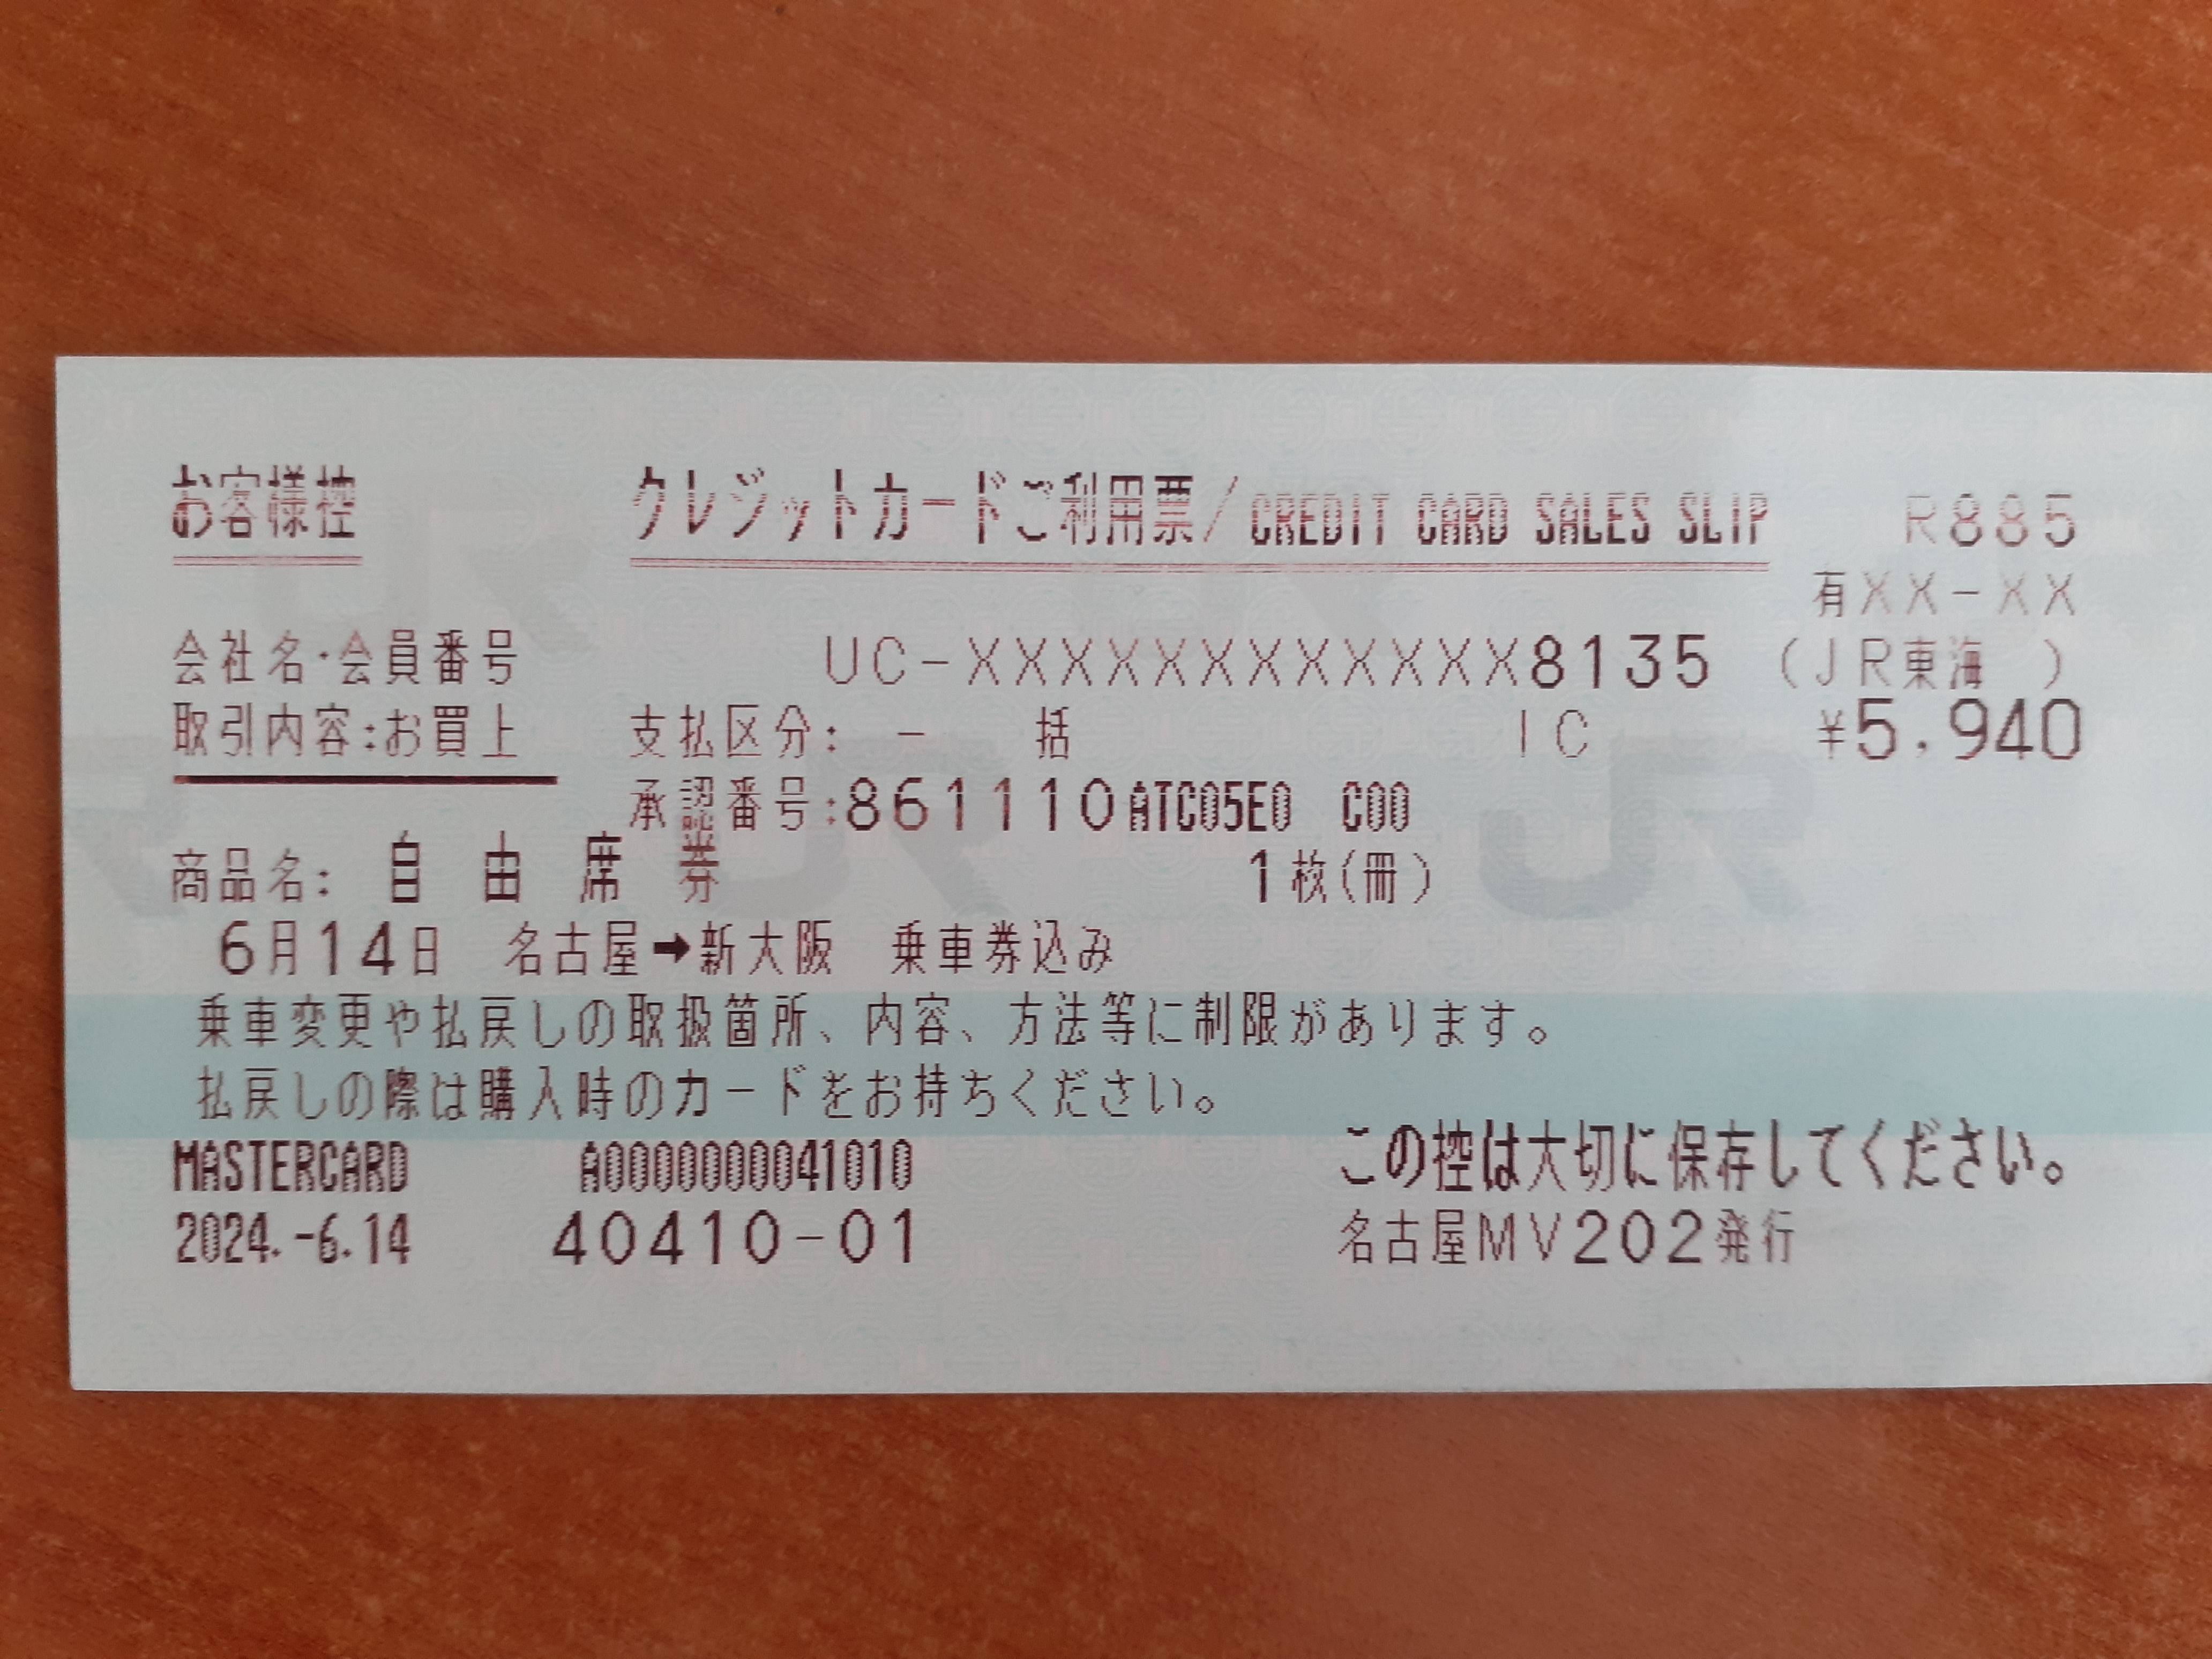 お客様控 クレジットカードご利用票/CREDIT CARD SALES SLIP R885
有XX-XX
会社名・会員番号 UC-XXXXXXXXXXXX8135 (JR東海 )
取引内容:お買上 支払区分: 一 括 IC ¥5,940
承認番号:861110ATC05E0 C00
商品名: 自由席券 1枚(冊)
6月14日 名古屋➡新大阪 乗車券込み
乗車変更や払戻しの取扱箇所、内容、方法等に制限があります。
払戻しの際は購入時のカードをお持ちください。
MASTERCARD A0000000041010 この控は大切に保存してください。
2024.-6.14 40410-01 名古屋MV202発行